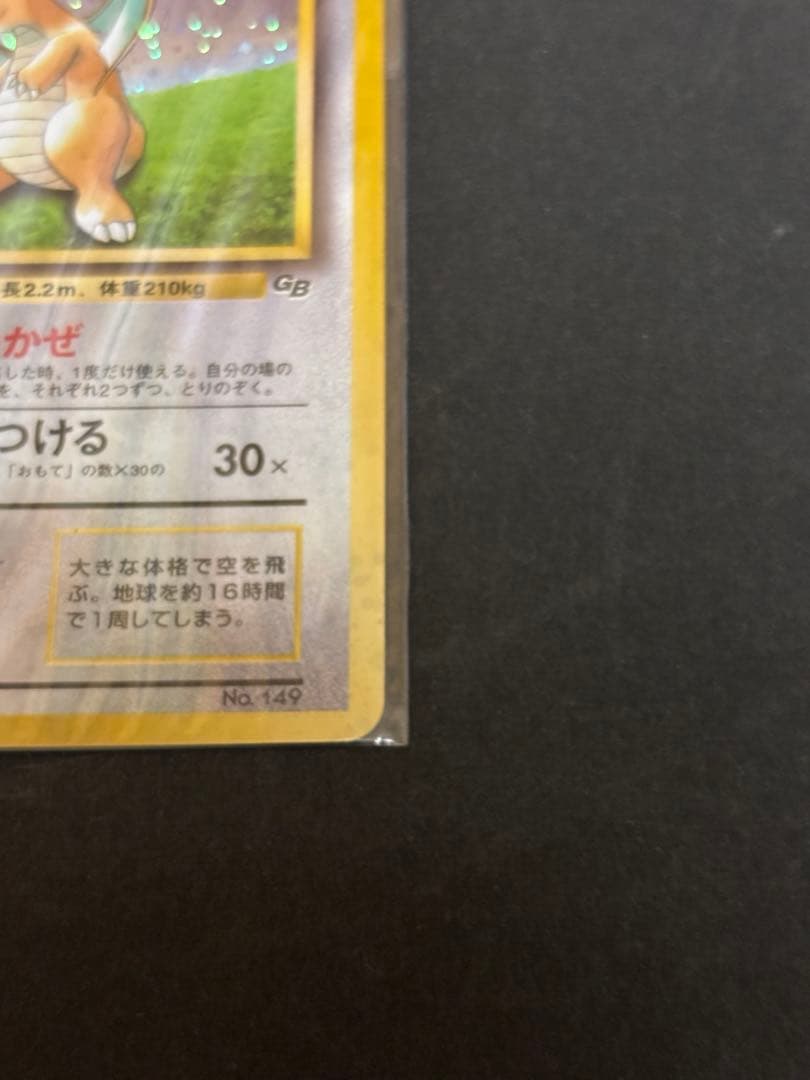 長2.2m、体重210kg
GB
かぜ
した時、1度だけ使える。自分の場の
を、それぞれ2つずつ、とりのぞく。
つける
30×
「おもて」の数×30の
大きな体格で空を飛
ぶ。地球を約16時間
で1周してしまう。
No. 149